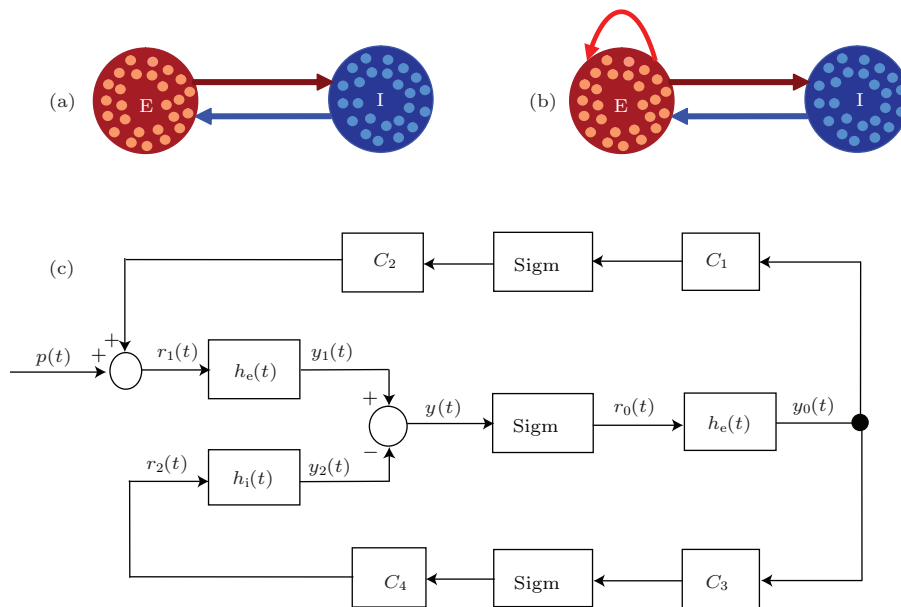 (a) E I
(b) E I
(c)
C₂ Sigm C₁
+
p(t) + r₁(t) hₑ(t) y₁(t)
+ y(t) Sigm r₀(t) hₑ(t) y₀(t)
−
r₂(t) hᵢ(t) y₂(t)
C₄ Sigm C₃